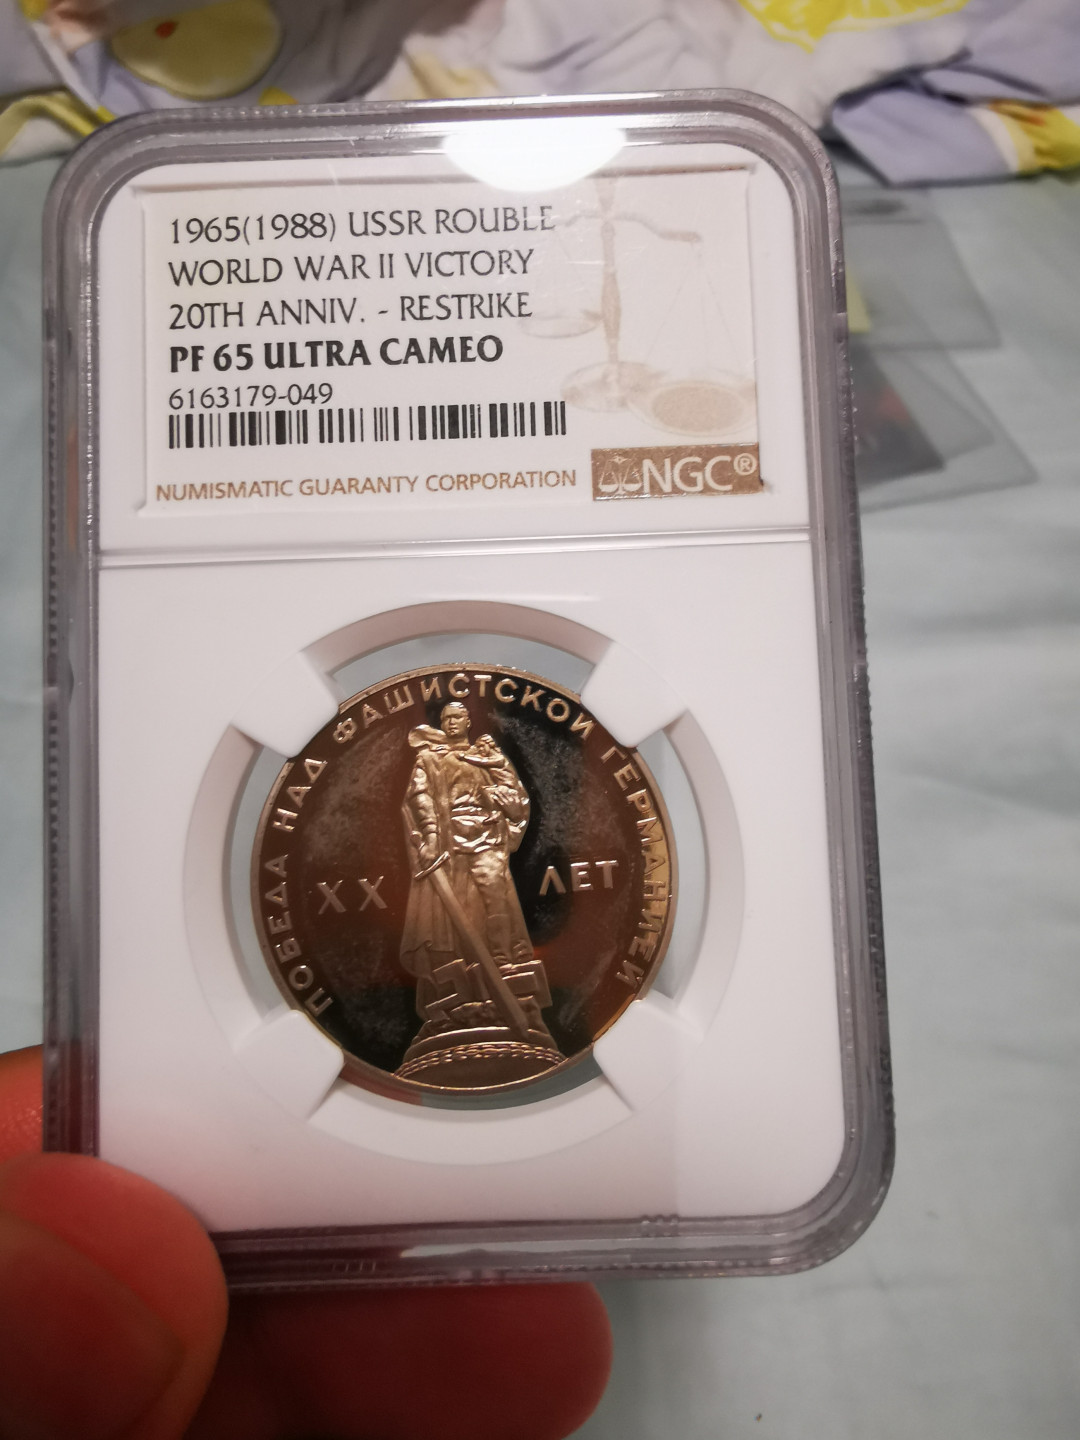 1965(1988) USSR ROUBLE
WORLD WAR II VICTORY
20TH ANNIV. - RESTRIKE
PF 65 ULTRA CAMEO
6163179-049
NUMISMATIC GUARANTY CORPORATION
NGC®
ПОБЕДА НАД ФАШИСТСКОЙ ГЕРМАНИЕЙ
XX ЛЕТ